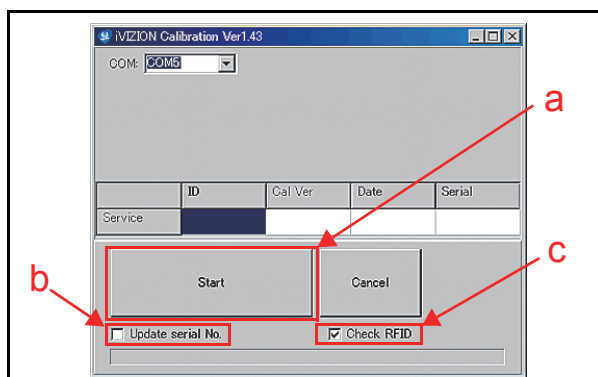 iVIZION Calibration Ver1.43
COM: COM5
a
ID Cal Ver Date Serial
Service
Start Cancel
b
c
Update serial No. Check RFID